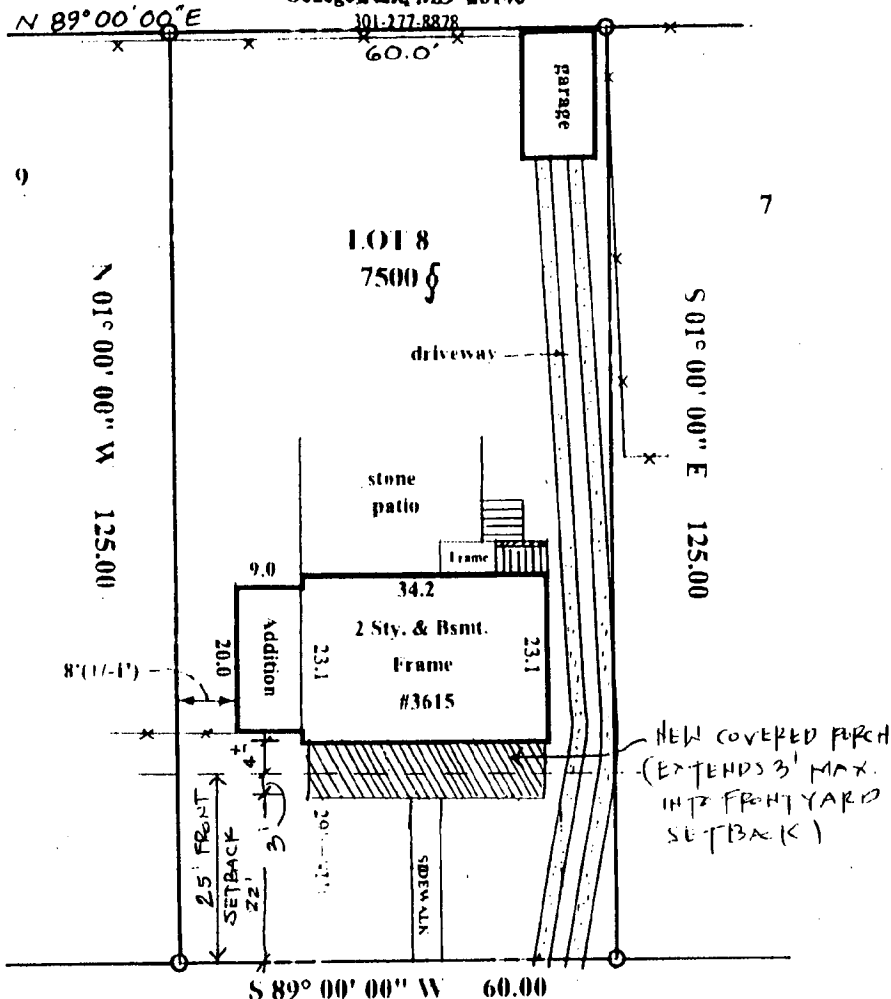 N 89° 00' 00" E
301-277-8878
60.0'
garage
9
7
LOT 8
7500
N 01° 00' 00" W 125.00
S 01° 00' 00" E 125.00
driveway
stone
patio
Frame
9.0
34.2
Addition
20.0
23.1
2 Sty. & Bsmt.
Frame
#3615
23.1
8'(+/-1')
4'
+-
NEW COVERED PORCH
(EXTENDS 3' MAX.
INTO FRONT YARD
SETBACK)
3'
25' FRONT
SETBACK
22'
SIDEWALK
S 89° 00' 00" W 60.00